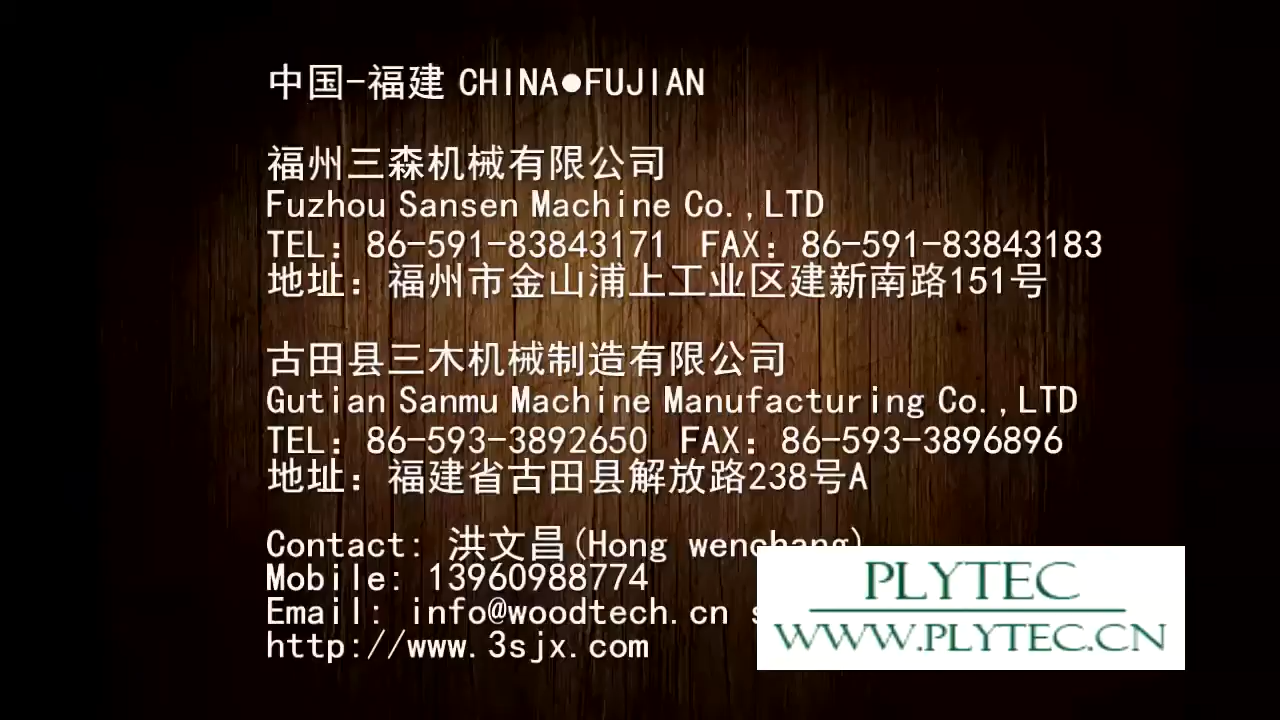 中国-福建 CHINA●FUJIAN
福州三森机械有限公司
Fuzhou Sansen Machine Co.,LTD
TEL：86-591-83843171 FAX：86-591-83843183
地址：福州市金山浦上工业区建新南路151号
古田县三木机械制造有限公司
Gutian Sanmu Machine Manufacturing Co.,LTD
TEL：86-593-3892650 FAX：86-593-3896896
地址：福建省古田县解放路238号A
Contact: 洪文昌(Hong wenchang)
Mobile: 13960988774
Email: info@woodtech.cn
http://www.3sjx.com
PLYTEC
WWW.PLYTEC.CN